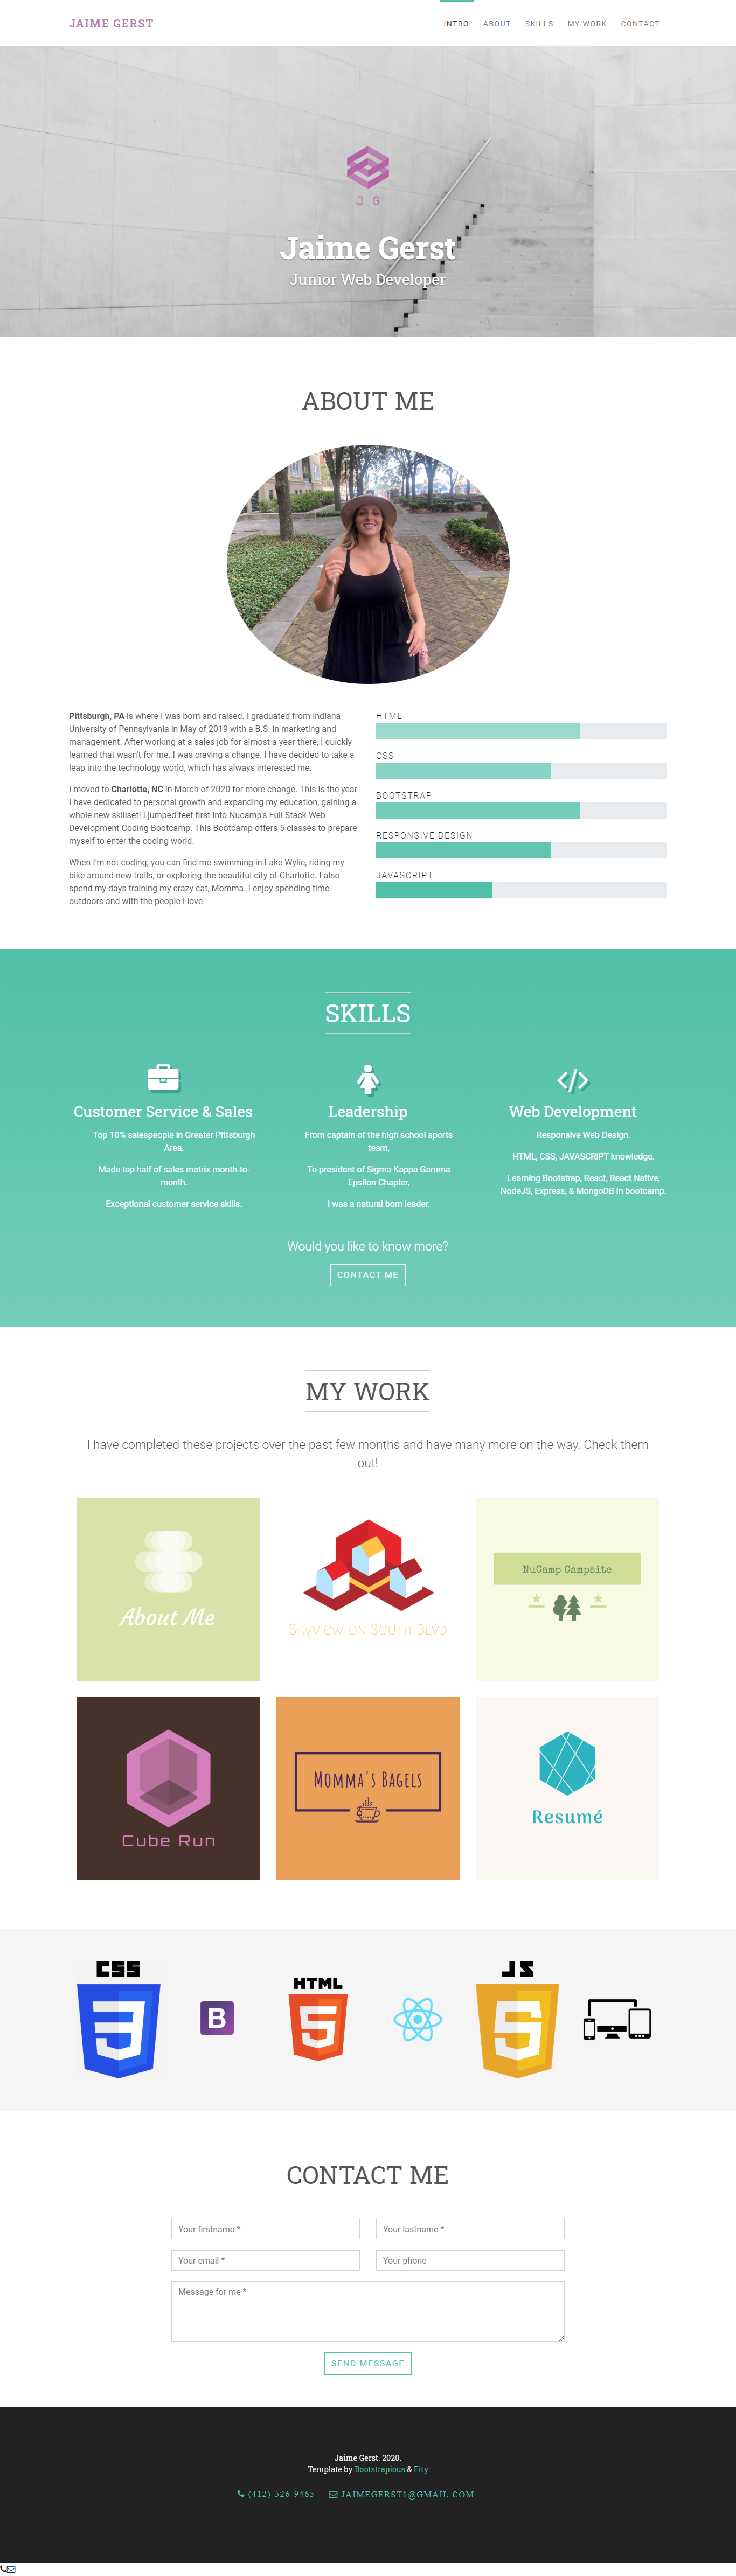 JAIME GERST
INTRO ABOUT SKILLS MY WORK CONTACT
J G
Jaime Gerst
Junior Web Developer
ABOUT ME
Pittsburgh, PA is where I was born and raised. I graduated from Indiana
University of Pennsylvania in May of 2019 with a B.S. in marketing and
management. After working at a sales job for almost a year there, I quickly
learned that wasn't for me. I was craving a change. I have decided to take a
leap into the technology world, which has always interested me.
I moved to Charlotte, NC in March of 2020 for more change. This is the year
I have dedicated to personal growth and expanding my education, gaining a
whole new skillset! I jumped feet first into Nucamp's Full Stack Web
Development Coding Bootcamp. This Bootcamp offers 5 classes to prepare
myself to enter the coding world.
When I'm not coding, you can find me swimming in Lake Wylie, riding my
bike around new trails, or exploring the beautiful city of Charlotte. I also
spend my days training my crazy cat, Momma. I enjoy spending time
outdoors and with the people I love.
HTML
CSS
BOOTSTRAP
RESPONSIVE DESIGN
JAVASCRIPT
SKILLS
Customer Service & Sales
Top 10% salespeople in Greater Pittsburgh
Area.
Made top half of sales matrix month-to-
month.
Exceptional customer service skills.
Leadership
From captain of the high school sports
team,
To president of Sigma Kappa Gamma
Epsilon Chapter,
I was a natural born leader.
Web Development
Responsive Web Design.
HTML, CSS, JAVASCRIPT knowledge.
Learning Bootstrap, React, React Native,
NodeJS, Express, & MongoDB in bootcamp.
Would you like to know more?
CONTACT ME
MY WORK
I have completed these projects over the past few months and have many more on the way. Check them
out!
About Me
Skyview on South Blvd
NuCamp Campsite
Cube Run
Momma's Bagels
Resumé
CSS
3
B
HTML
5
JS
5
CONTACT ME
Your firstname *
Your lastname *
Your email *
Your phone
Message for me *
SEND MESSAGE
Jaime Gerst. 2020.
Template by Bootstrapious & Fity
(412)-526-9465 JAIMEGERST1@GMAIL.COM